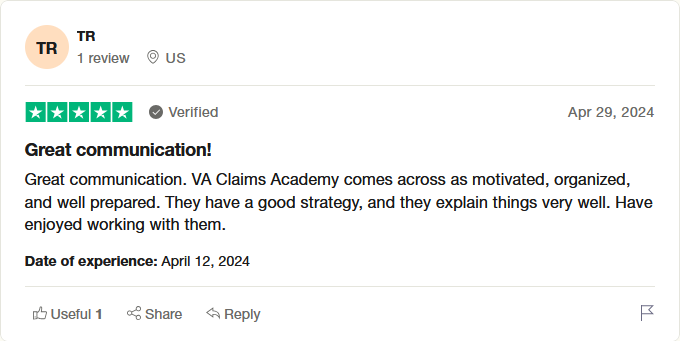 TR
TR
1 review US
Verified Apr 29, 2024
Great communication!
Great communication. VA Claims Academy comes across as motivated, organized,
and well prepared. They have a good strategy, and they explain things very well. Have
enjoyed working with them.
Date of experience: April 12, 2024
Useful 1 Share Reply